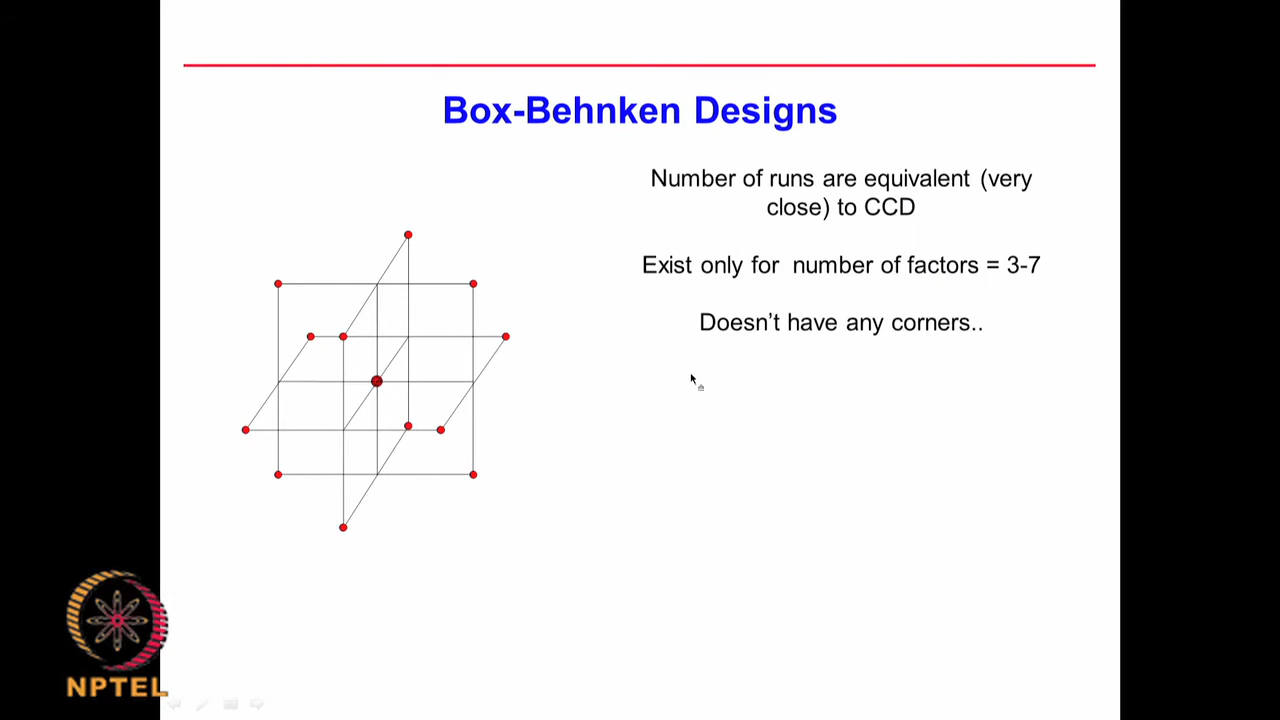 Box-Behnken Designs
Number of runs are equivalent (very
close) to CCD
Exist only for number of factors = 3-7
Doesn’t have any corners..
NPTEL